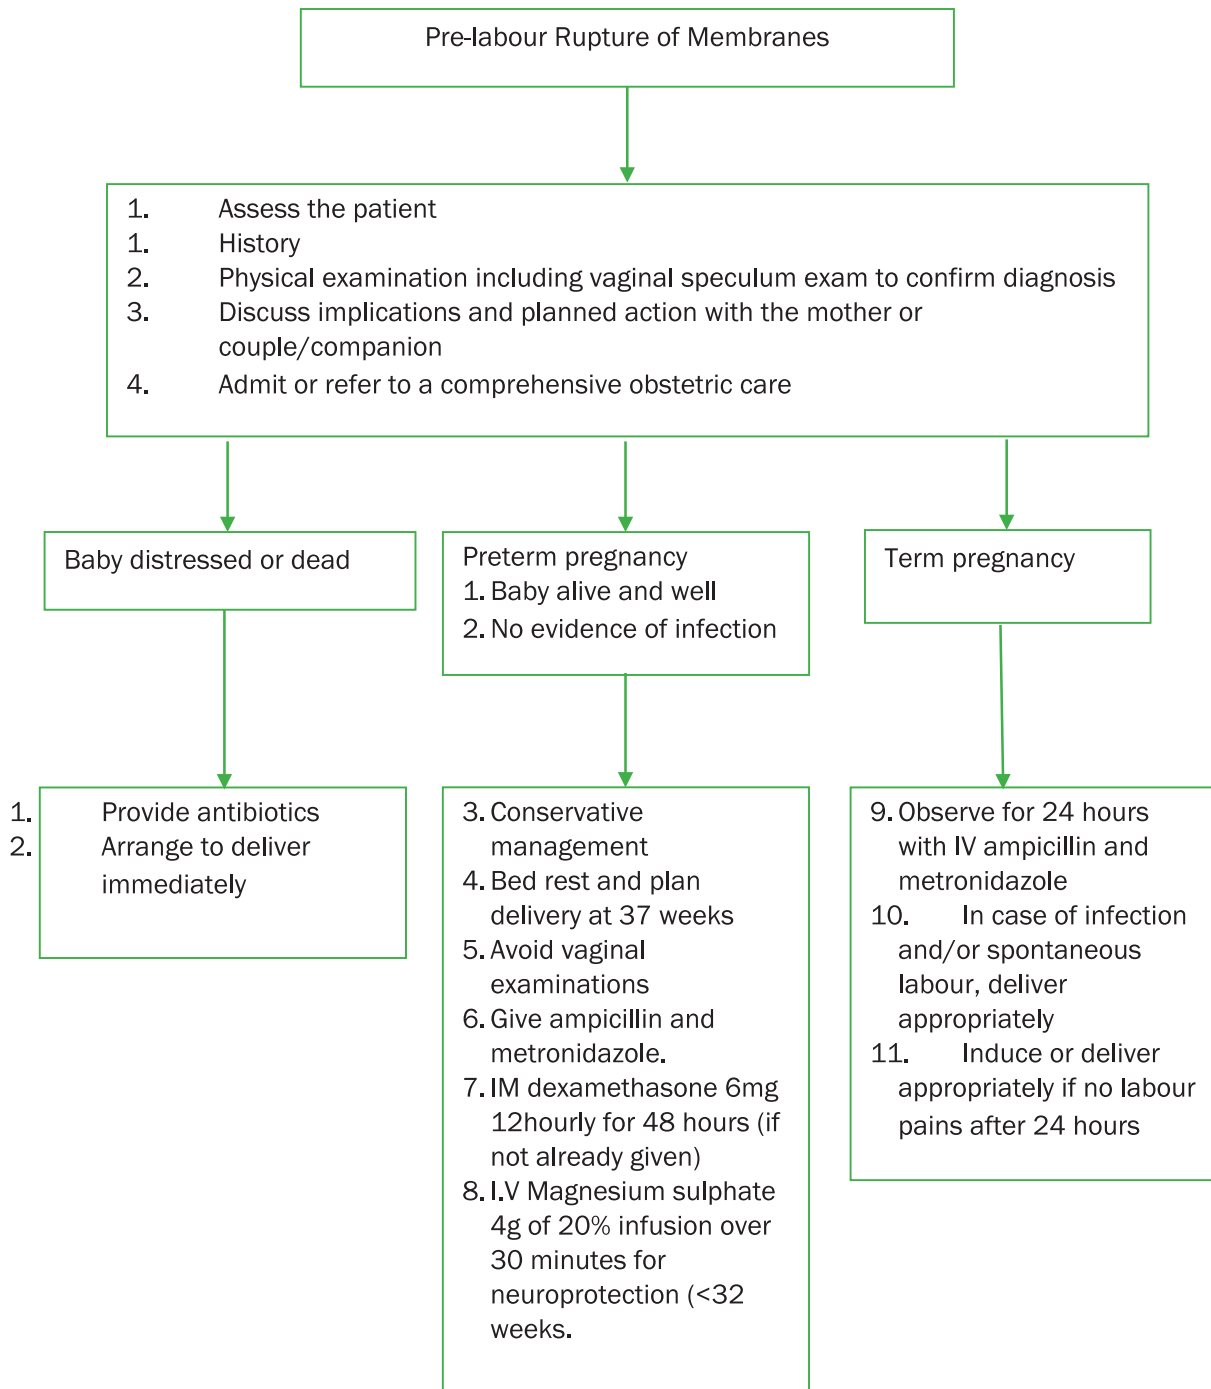 Pre-labour Rupture of Membranes
1. Assess the patient
1. History
2. Physical examination including vaginal speculum exam to confirm diagnosis
3. Discuss implications and planned action with the mother or
couple/companion
4. Admit or refer to a comprehensive obstetric care
Baby distressed or dead
Preterm pregnancy
1. Baby alive and well
2. No evidence of infection
Term pregnancy
1. Provide antibiotics
2. Arrange to deliver
immediately
3. Conservative
management
4. Bed rest and plan
delivery at 37 weeks
5. Avoid vaginal
examinations
6. Give ampicillin and
metronidazole.
7. IM dexamethasone 6mg
12hourly for 48 hours (if
not already given)
8. I.V Magnesium sulphate
4g of 20% infusion over
30 minutes for
neuroprotection (<32
weeks.
9. Observe for 24 hours
with IV ampicillin and
metronidazole
10. In case of infection
and/or spontaneous
labour, deliver
appropriately
11. Induce or deliver
appropriately if no labour
pains after 24 hours